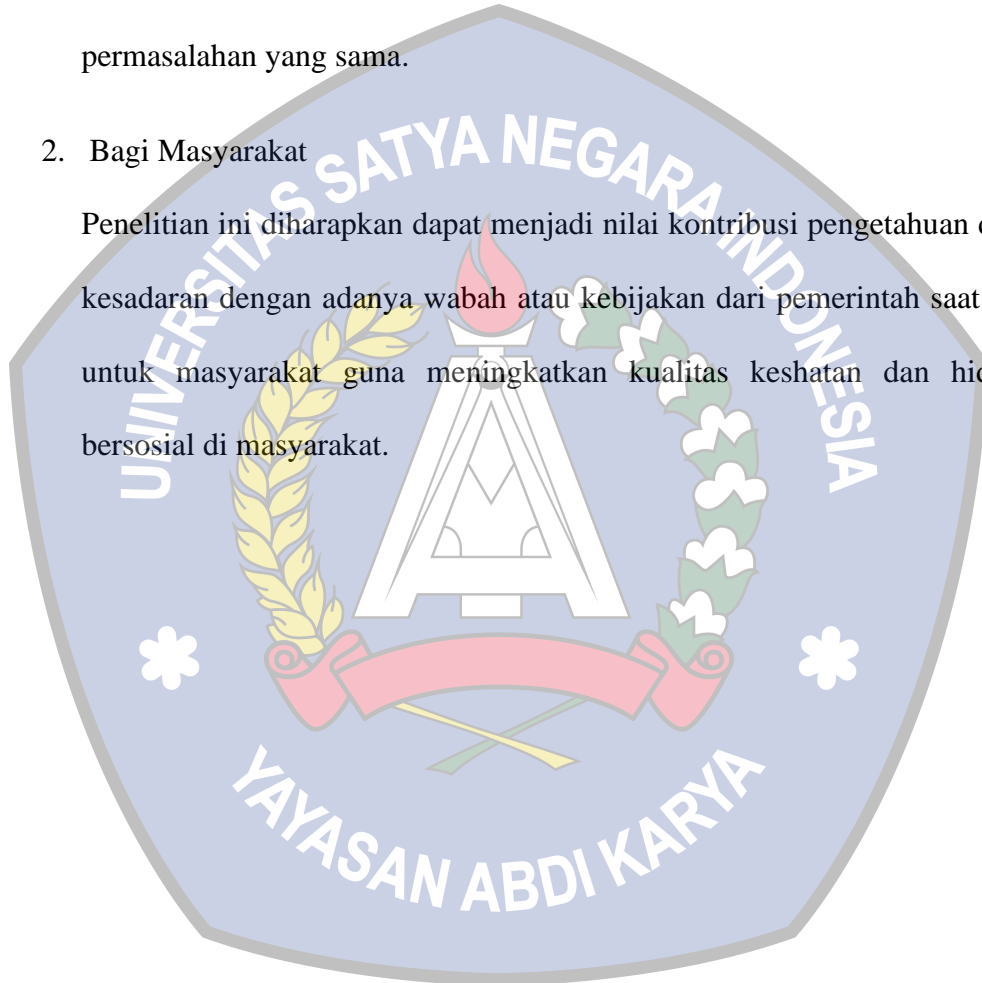 permasalahan yang sama.
2. Bagi Masyarakat
Penelitian ini diharapkan dapat menjadi nilai kontribusi pengetahuan
kesadaran dengan adanya wabah atau kebijakan dari pemerintah saat
untuk masyarakat guna meningkatkan kualitas keshatan dan
bersosial di masyarakat.
UNIVERSITAS SATYA NEGARA INDONESIA
YAYASAN ABDI KARYA